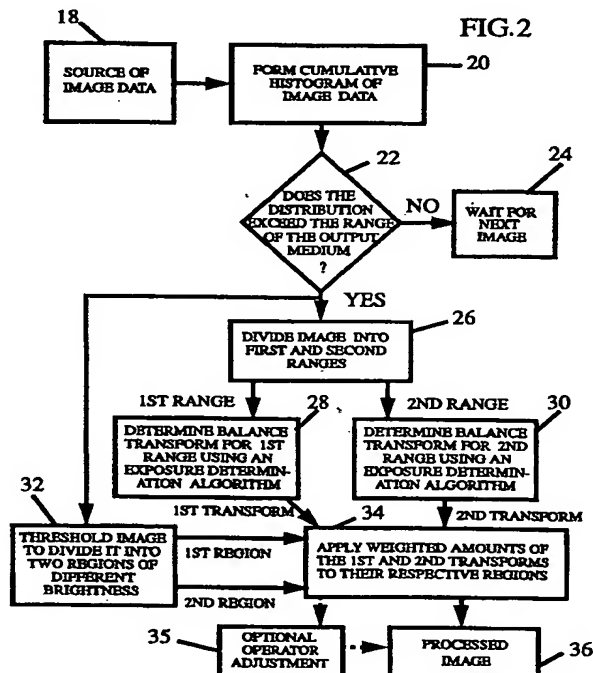 FIG.2
18
SOURCE OF
IMAGE DATA
20
FORM CUMULATIVE
HISTOGRAM OF
IMAGE DATA
22
DOES THE
DISTRIBUTION
EXCEED THE RANGE
OF THE OUTPUT
MEDIUM
?
NO
24
WAIT FOR
NEXT
IMAGE
YES
26
DIVIDE IMAGE INTO
FIRST AND SECOND
RANGES
1ST RANGE
28
2ND RANGE
30
DETERMINE BALANCE
TRANSFORM FOR 1ST
RANGE USING AN
EXPOSURE DETERMIN-
ATION ALGORITHM
DETERMINE BALANCE
TRANSFORM FOR 2ND
RANGE USING AN
EXPOSURE DETERMIN-
ATION ALGORITHM
32
1ST TRANSFORM
34
2ND TRANSFORM
THRESHOLD IMAGE
TO DIVIDE IT INTO
TWO REGIONS OF
DIFFERENT
BRIGHTNESS
1ST REGION
2ND REGION
APPLY WEIGHTED AMOUNTS OF
THE 1ST AND 2ND TRANSFORMS
TO THEIR RESPECTIVE REGIONS
35
OPTIONAL
OPERATOR
ADJUSTMENT
PROCESSED
IMAGE
36